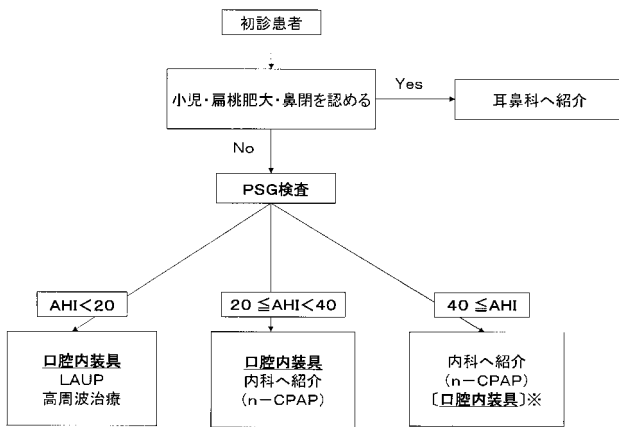 初診患者
小児・扁桃肥大・鼻閉を認める
Yes
耳鼻科へ紹介
No
PSG検査
AHI＜20
20≦AHI＜40
40≦AHI
口腔内装具
LAUP
高周波治療
口腔内装具
内科へ紹介
(n－CPAP)
内科へ紹介
(n－CPAP)
〔口腔内装具〕※